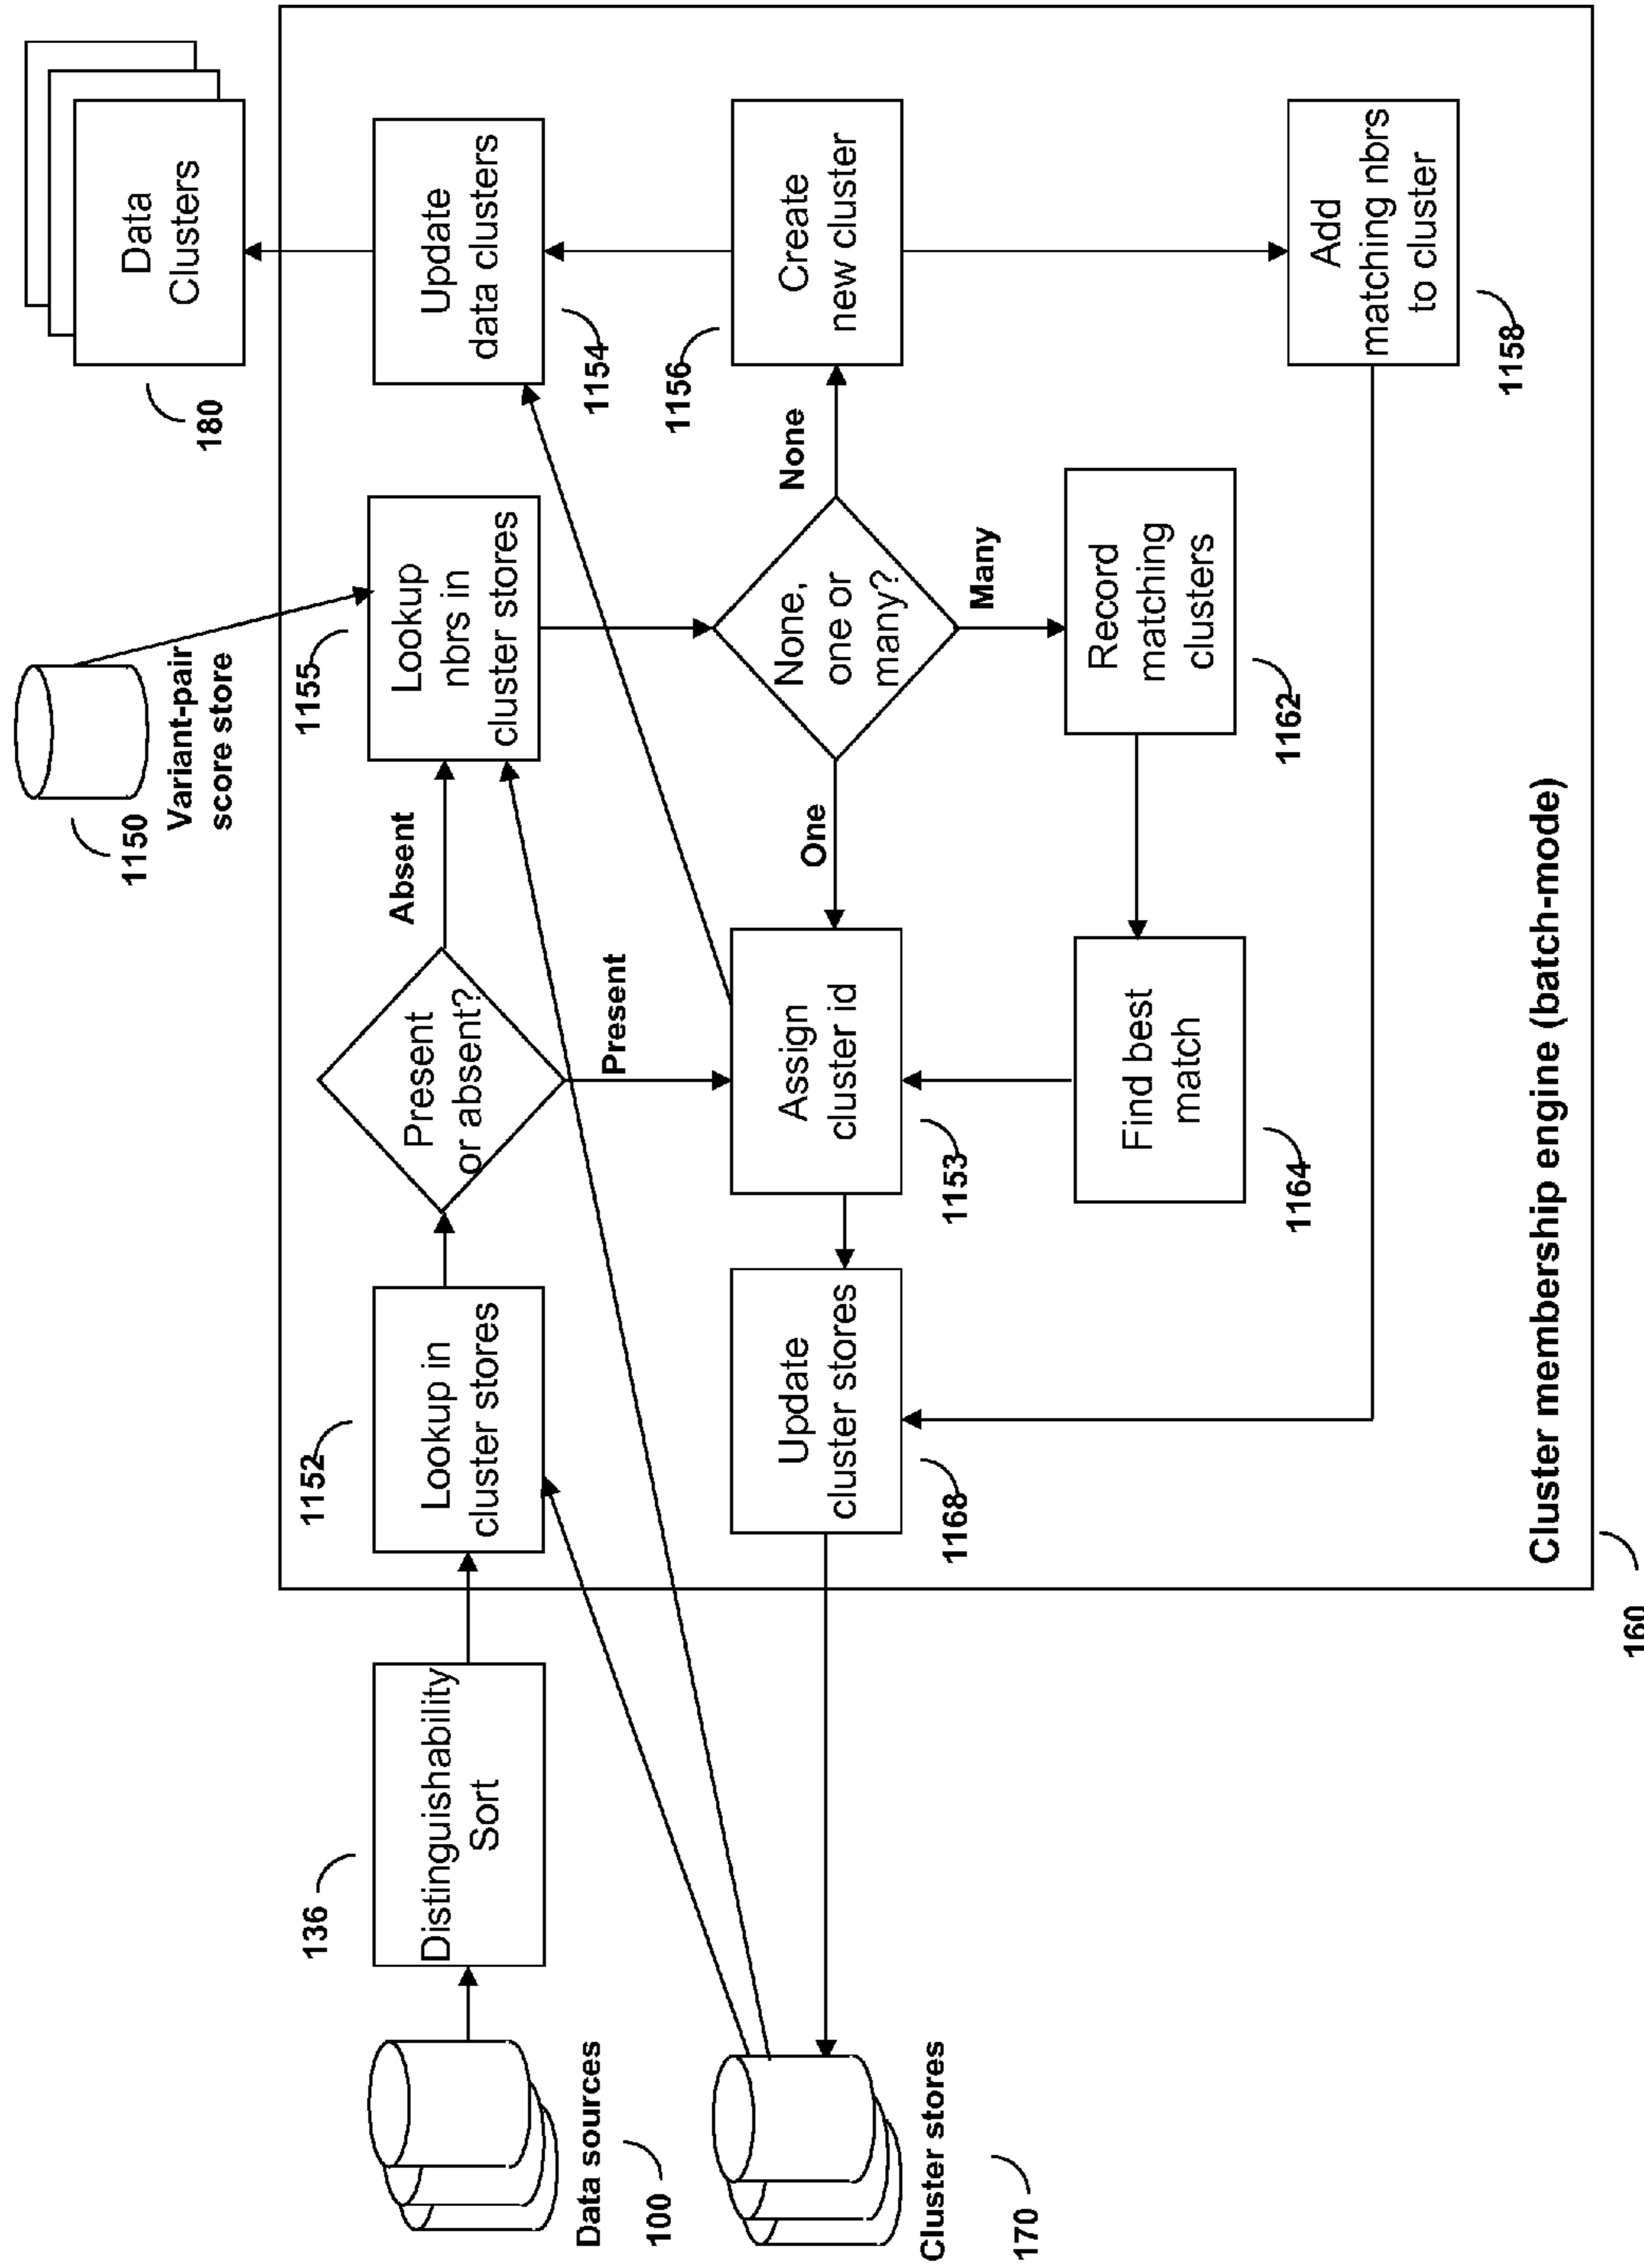 1150
Variant-pair
score store
Data
Clusters
180
136
Distinguishability
Sort
1152
Lookup in
cluster stores
Present
or absent?
Absent
Present
1155
Lookup
nbrs in
cluster stores
Update
data clusters
1154
Data sources
100
Update
cluster stores
1168
Assign
cluster id
1153
One
None,
one or
many?
None
Many
1156
Create
new cluster
Cluster stores
170
Find best
match
1164
Record
matching
clusters
1162
Add
matching nbrs
to cluster
1158
Cluster membership engine (batch-mode)
160